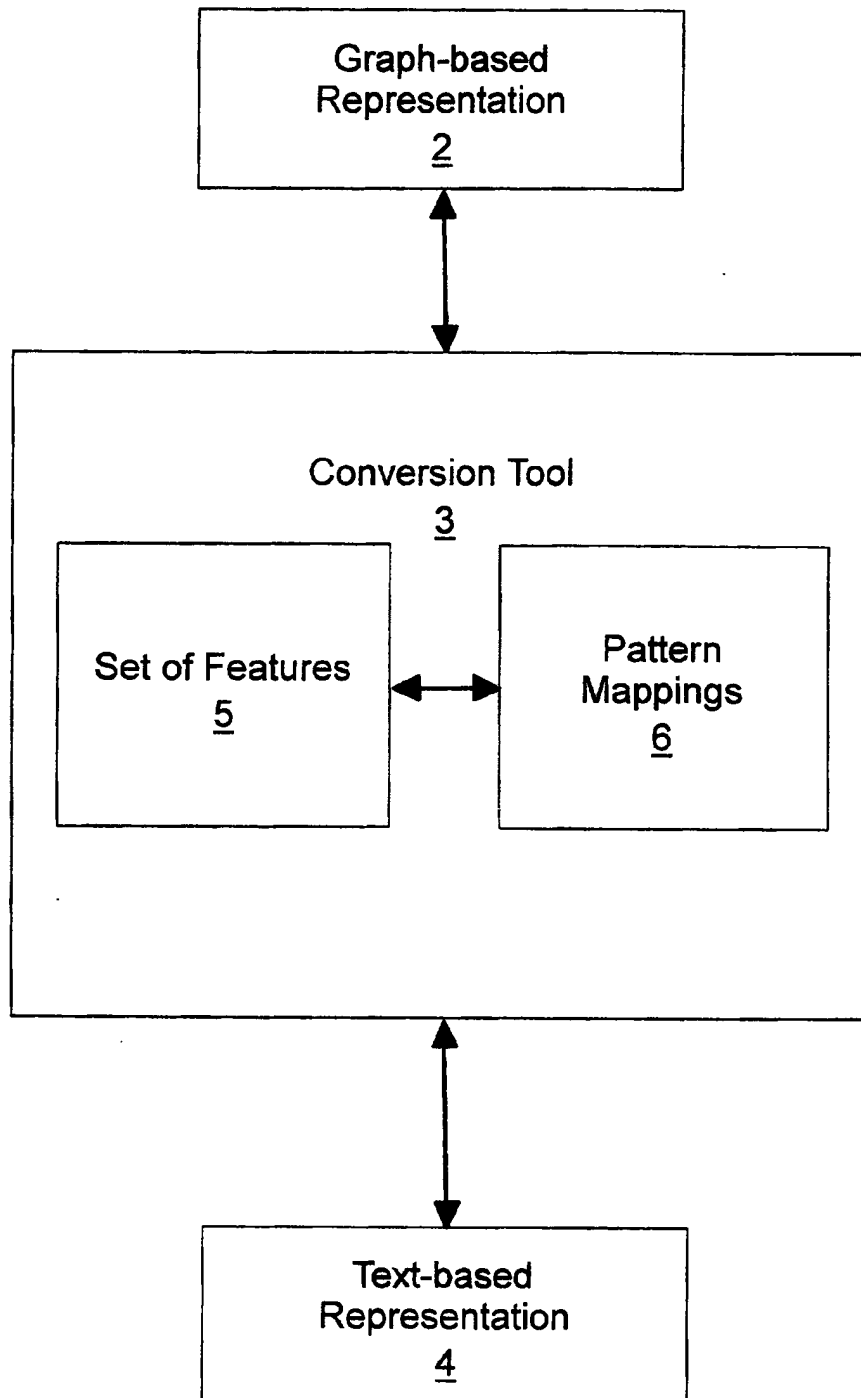 Graph-based
Representation
2
Conversion Tool
3
Set of Features
5
Pattern
Mappings
6
Text-based
Representation
4